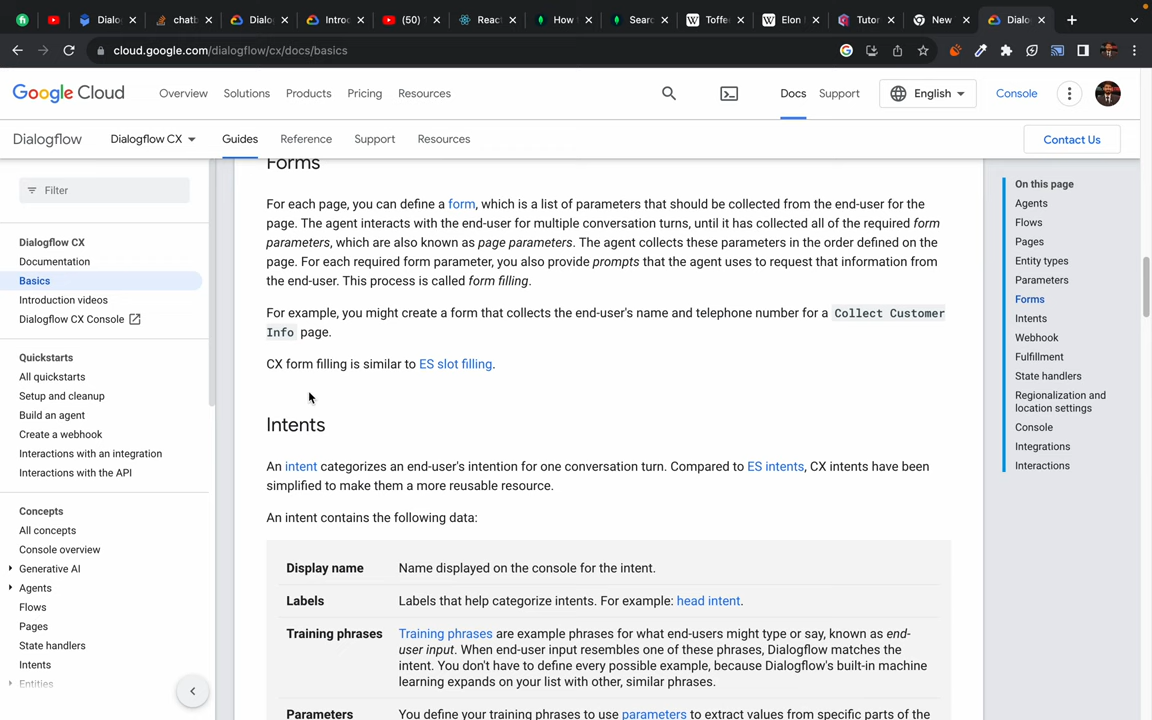 Dialo
chatb
Dialo
Introd
(50)
React
How t
Searc
Toffe
Elon
Tutor
New
Dialo
cloud.google.com/dialogflow/cx/docs/basics
Google Cloud
Overview
Solutions
Products
Pricing
Resources
Docs
Support
English
Console
Dialogflow
Dialogflow CX
Guides
Reference
Support
Resources
Contact Us
Filter
Dialogflow CX
Documentation
Basics
Introduction videos
Dialogflow CX Console
Quickstarts
All quickstarts
Setup and cleanup
Build an agent
Create a webhook
Interactions with an integration
Interactions with the API
Concepts
All concepts
Console overview
Generative AI
Agents
Flows
Pages
State handlers
Intents
Entities
Forms
For each page, you can define a form, which is a list of parameters that should be collected from the end-user for the
page. The agent interacts with the end-user for multiple conversation turns, until it has collected all of the required form
parameters, which are also known as page parameters. The agent collects these parameters in the order defined on the
page. For each required form parameter, you also provide prompts that the agent uses to request that information from
the end-user. This process is called form filling.
For example, you might create a form that collects the end-user's name and telephone number for a Collect Customer
Info page.
CX form filling is similar to ES slot filling.
Intents
An intent categorizes an end-user's intention for one conversation turn. Compared to ES intents, CX intents have been
simplified to make them a more reusable resource.
An intent contains the following data:
Display name
Name displayed on the console for the intent.
Labels
Labels that help categorize intents. For example: head intent.
Training phrases
Training phrases are example phrases for what end-users might type or say, known as end-
user input. When end-user input resembles one of these phrases, Dialogflow matches the
intent. You don't have to define every possible example, because Dialogflow's built-in machine
learning expands on your list with other, similar phrases.
Parameters
You define your training phrases to use parameters to extract values from specific parts of the
On this page
Agents
Flows
Pages
Entity types
Parameters
Forms
Intents
Webhook
Fulfillment
State handlers
Regionalization and
location settings
Console
Integrations
Interactions